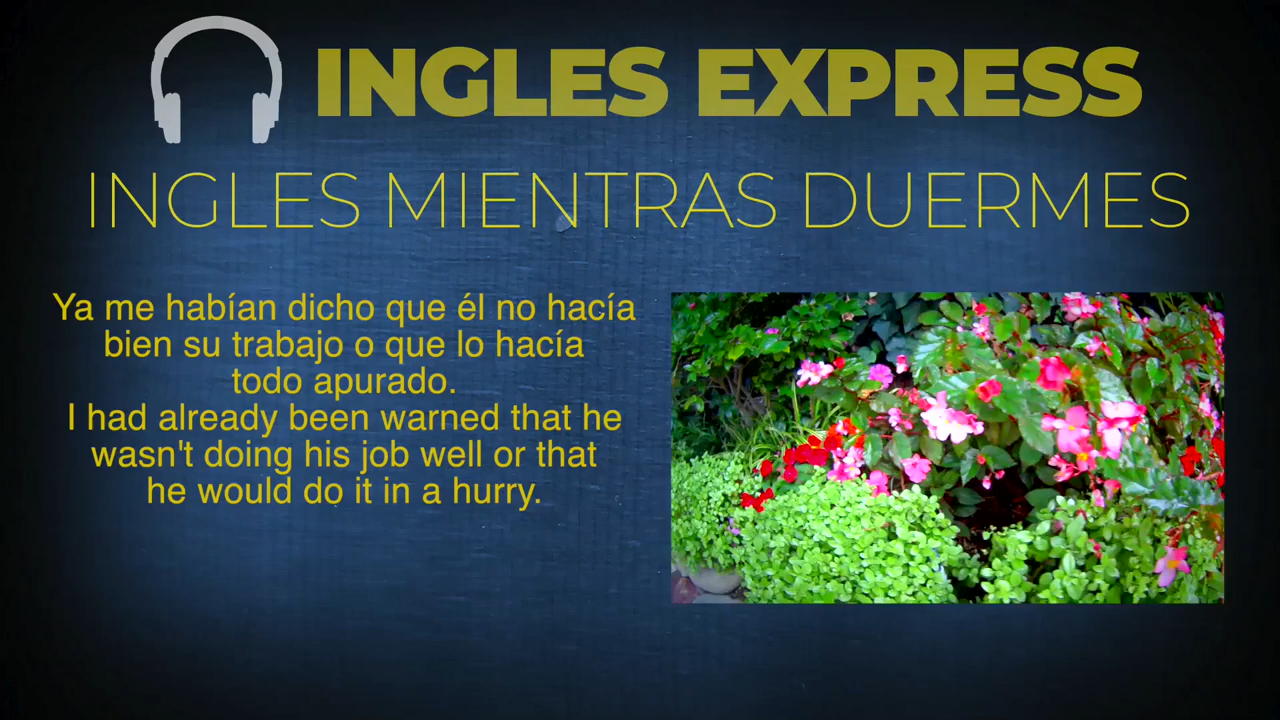 INGLES EXPRESS
INGLES MIENTRAS DUERMES
Ya me habían dicho que él no hacía
bien su trabajo o que lo hacía
todo apurado.
I had already been warned that he
wasn't doing his job well or that
he would do it in a hurry.